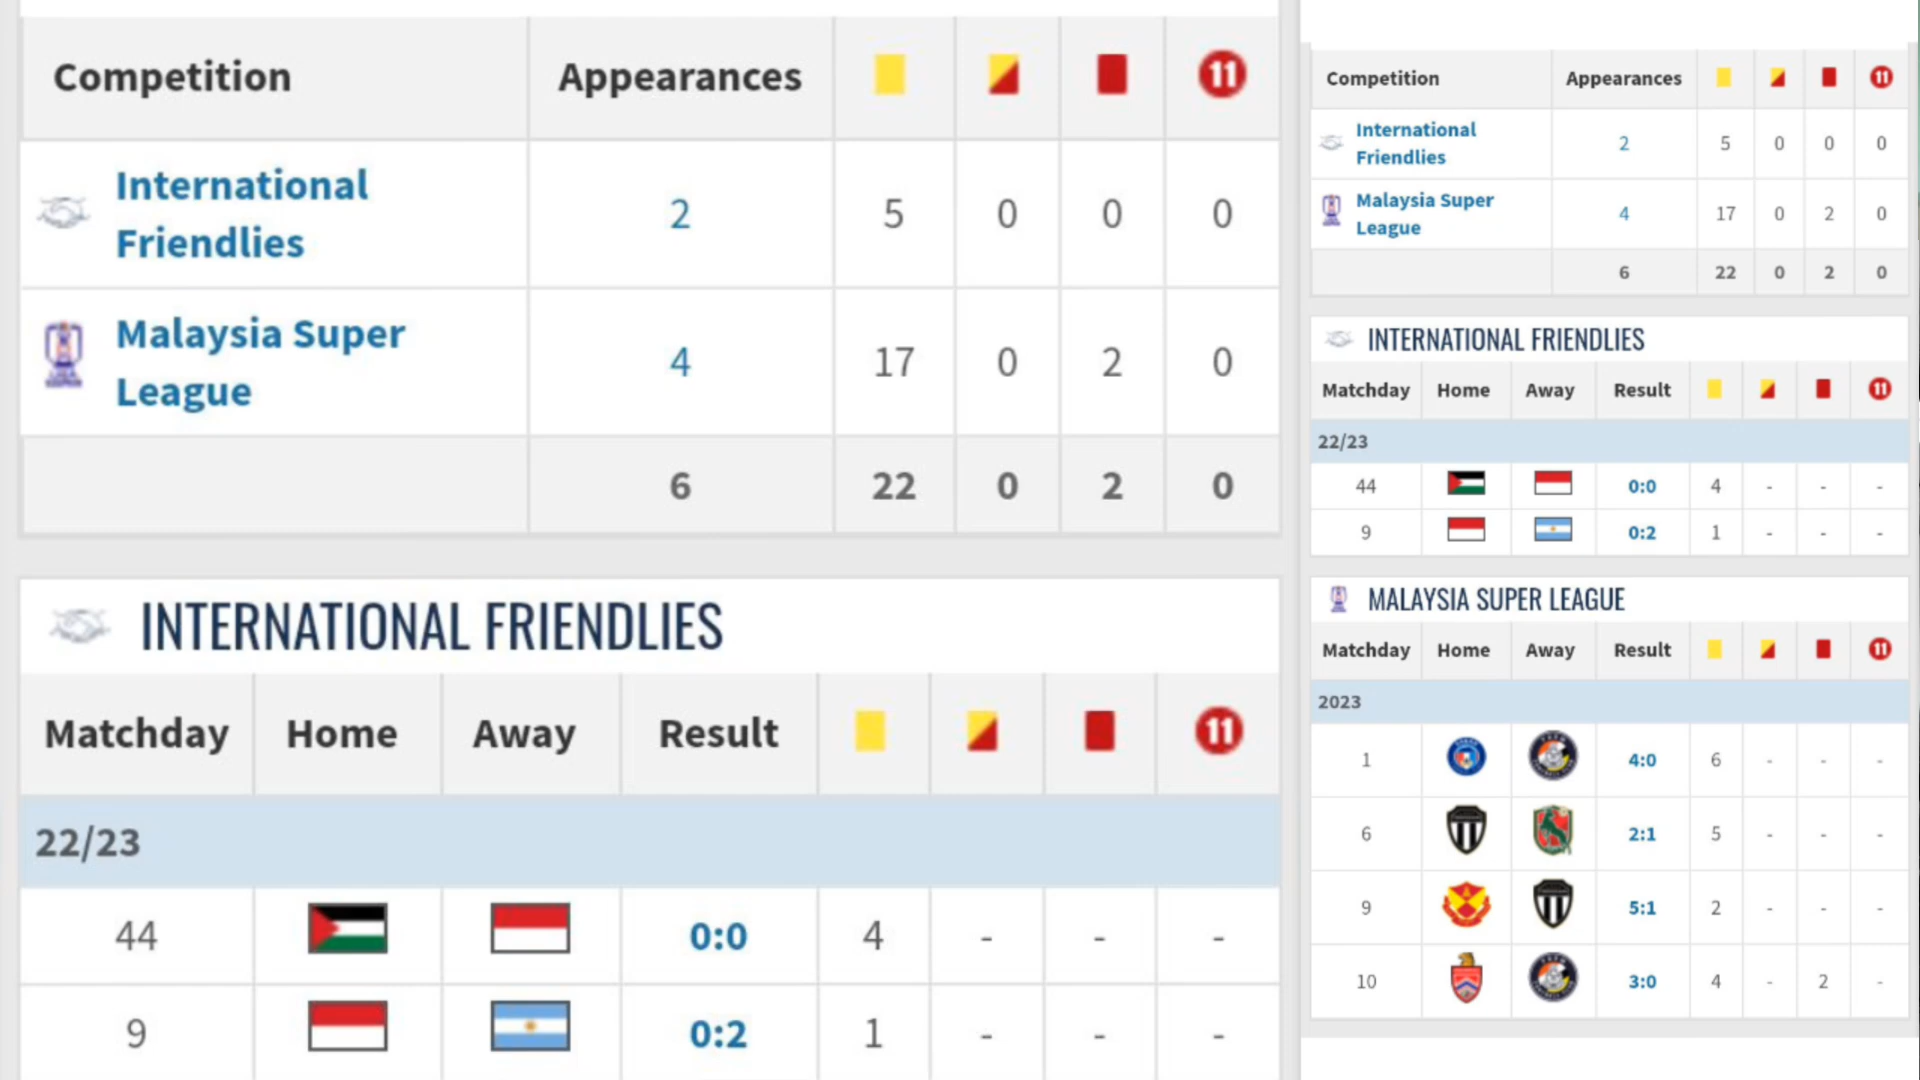 Competition Appearances 11
International
Friendlies
2 5 0 0 0
Malaysia Super
League
4 17 0 2 0
6 22 0 2 0
INTERNATIONAL FRIENDLIES
Matchday Home Away Result 11
22/23
44 0:0 4 - - -
9 0:2 1 - - -
Competition Appearances 11
International
Friendlies
2 5 0 0 0
Malaysia Super
League
4 17 0 2 0
6 22 0 2 0
INTERNATIONAL FRIENDLIES
Matchday Home Away Result 11
22/23
44 0:0 4 - - -
9 0:2 1 - - -
MALAYSIA SUPER LEAGUE
Matchday Home Away Result 11
2023
1 4:0 6 - - -
6 2:1 5 - - -
9 5:1 2 - - -
10 3:0 4 - 2 -